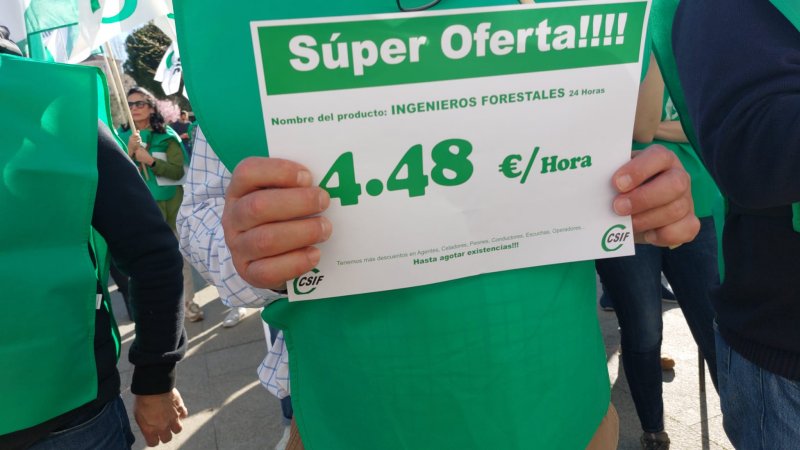 Súper Oferta!!!!
Nombre del producto: INGENIEROS FORESTALES 24 Horas
4.48 €/Hora
Tenemos más descuentos en Agentes, Celadores, Peones, Conductores, Escuchas, Operadores...
Hasta agotar existencias!!!
CSIF
CSIF